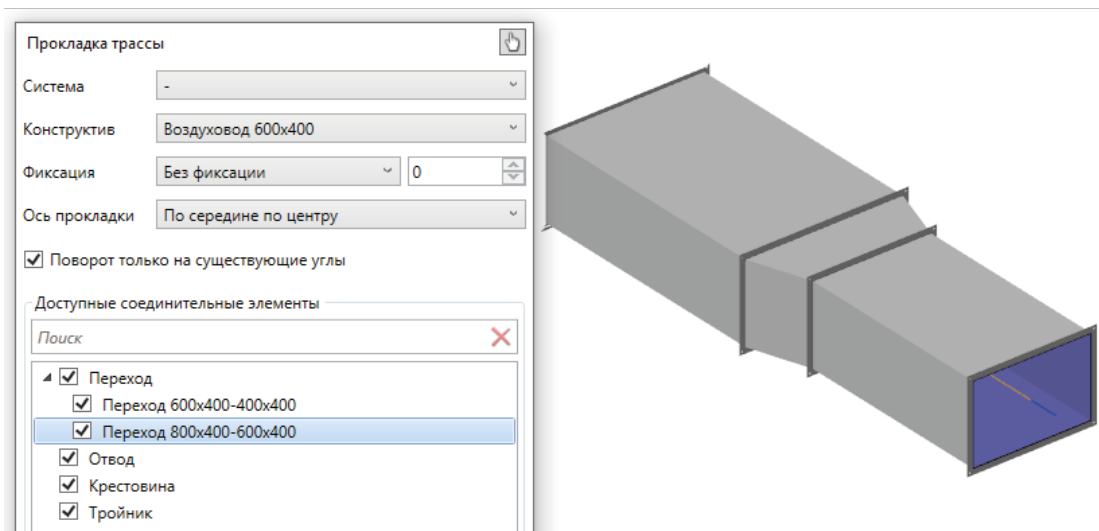 Прокладка трассы
Система -
Конструктив Воздуховод 600x400
Фиксация Без фиксации 0
Ось прокладки По середине по центру
Поворот только на существующие углы
Доступные соединительные элементы
Поиск
Переход
Переход 600x400-400x400
Переход 800x400-600x400
Отвод
Крестовина
Тройник